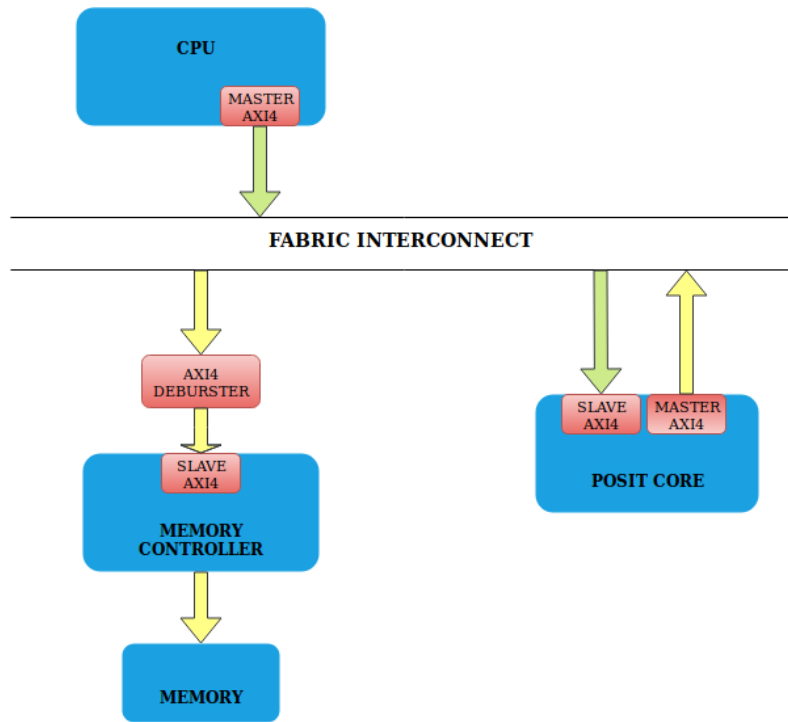 CPU
MASTER
AXI4
FABRIC INTERCONNECT
AXI4
DEBURSTER
SLAVE
AXI4
MEMORY
CONTROLLER
MEMORY
SLAVE
AXI4
MASTER
AXI4
POSIT CORE